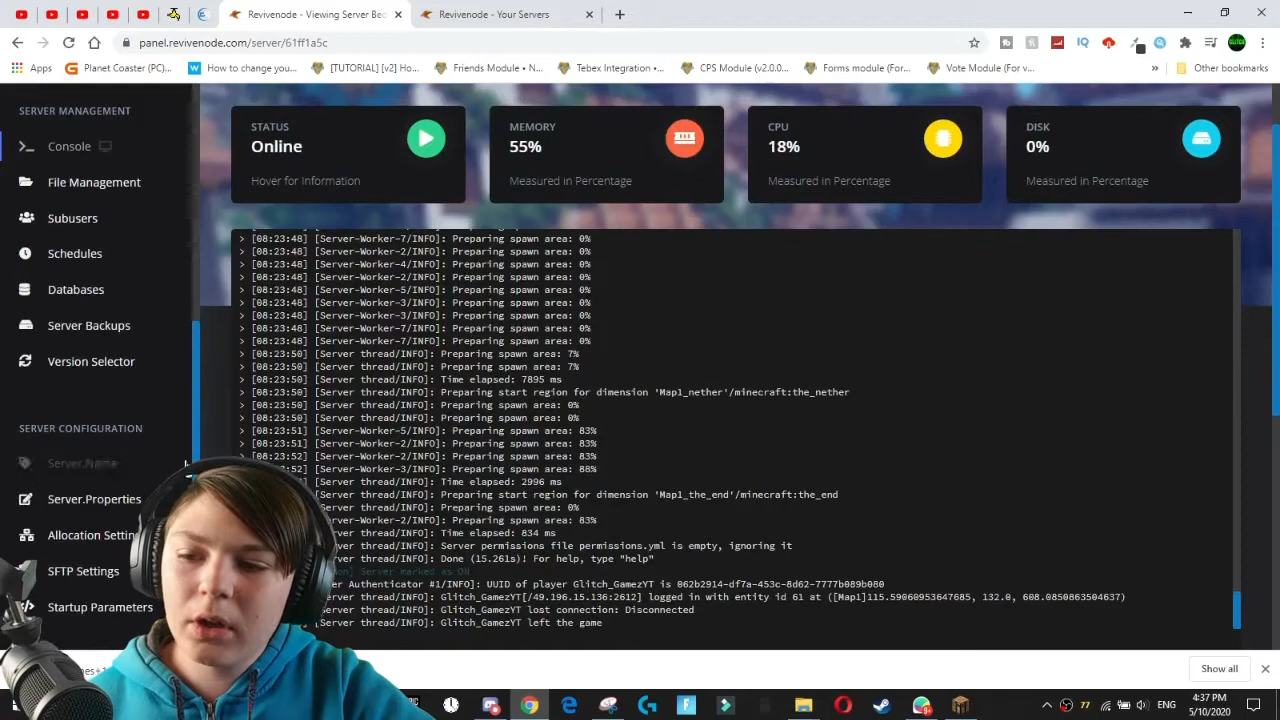 Revivenode - Viewing Server Bec
Revivenode - Your Servers
panel.revivenode.com/server/61ff1a5c
Apps
Planet Coaster (PC)...
How to change you...
[TUTORIAL] [v2] Ho...
Friends Module • N...
Tebex Integration •...
CPS Module (v2.0.0...
Forms module (For...
Vote Module (For v...
Other bookmarks
SERVER MANAGEMENT
Console
File Management
Subusers
Schedules
Databases
Server Backups
Version Selector
SERVER CONFIGURATION
Server.Name
Server.Properties
Allocation Settin
SFTP Settings
Startup Parameters
STATUS
Online
Hover for Information
MEMORY
55%
Measured in Percentage
CPU
18%
Measured in Percentage
DISK
0%
Measured in Percentage
> [08:23:48] [Server-Worker-7/INFO]: Preparing spawn area: 0%
> [08:23:48] [Server-Worker-2/INFO]: Preparing spawn area: 0%
> [08:23:48] [Server-Worker-4/INFO]: Preparing spawn area: 0%
> [08:23:48] [Server-Worker-2/INFO]: Preparing spawn area: 0%
> [08:23:48] [Server-Worker-5/INFO]: Preparing spawn area: 0%
> [08:23:48] [Server-Worker-3/INFO]: Preparing spawn area: 0%
> [08:23:48] [Server-Worker-3/INFO]: Preparing spawn area: 0%
> [08:23:48] [Server-Worker-7/INFO]: Preparing spawn area: 0%
> [08:23:48] [Server-Worker-7/INFO]: Preparing spawn area: 0%
> [08:23:50] [Server thread/INFO]: Preparing spawn area: 7%
> [08:23:50] [Server thread/INFO]: Preparing spawn area: 7%
> [08:23:50] [Server thread/INFO]: Time elapsed: 7895 ms
> [08:23:50] [Server thread/INFO]: Preparing start region for dimension 'Map1_nether'/minecraft:the_nether
> [08:23:50] [Server thread/INFO]: Preparing spawn area: 0%
> [08:23:50] [Server thread/INFO]: Preparing spawn area: 0%
> [08:23:51] [Server-Worker-5/INFO]: Preparing spawn area: 83%
> [08:23:51] [Server-Worker-2/INFO]: Preparing spawn area: 83%
> [08:23:52] [Server-Worker-2/INFO]: Preparing spawn area: 83%
:23:52] [Server-Worker-3/INFO]: Preparing spawn area: 88%
[Server thread/INFO]: Time elapsed: 2996 ms
[Server thread/INFO]: Preparing start region for dimension 'Map1_the_end'/minecraft:the_end
rver thread/INFO]: Preparing spawn area: 0%
rver-Worker-2/INFO]: Preparing spawn area: 83%
ver thread/INFO]: Time elapsed: 834 ms
ver thread/INFO]: Server permissions file permissions.yml is empty, ignoring it
ver thread/INFO]: Done (15.261s)! For help, type "help"
Server marked as ON
er Authenticator #1/INFO]: UUID of player Glitch_GamezYT is 062b2914-df7a-453c-8d62-7777b089b080
er thread/INFO]: Glitch_GamezYT[/49.196.15.136:2612] logged in with entity id 61 at ([Map1]115.59060953647685, 132.0, 608.0850863504637)
er thread/INFO]: Glitch_GamezYT lost connection: Disconnected
er thread/INFO]: Glitch_GamezYT left the game
Show all
77
ENG
4:37 PM
5/10/2020